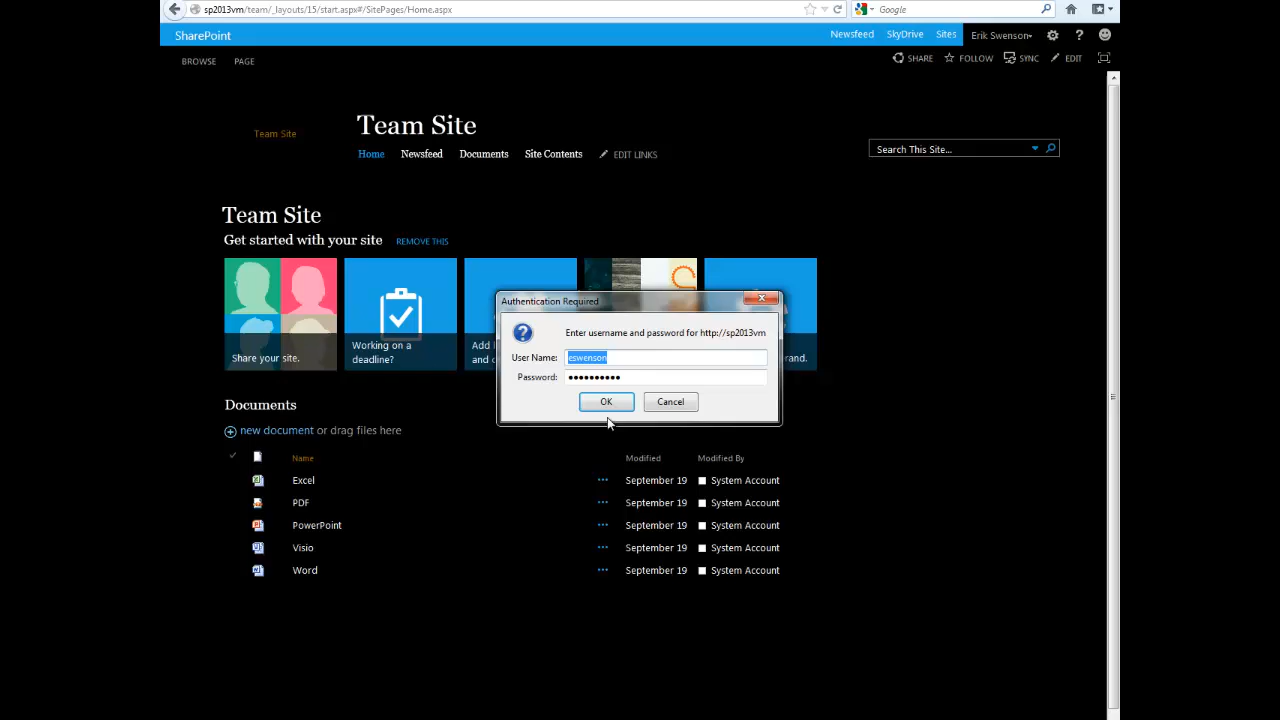 sp2013vm/team/_layouts/15/start.aspx#/SitePages/Home.aspx
Google
SharePoint
Newsfeed SkyDrive Sites Erik Swenson
BROWSE PAGE
SHARE FOLLOW SYNC EDIT
Team Site
Team Site
Home Newsfeed Documents Site Contents EDIT LINKS
Search This Site...
Team Site
Get started with your site REMOVE THIS
Share your site.
Working on a
deadline?
Add
and
Authentication Required
Enter username and password for http://sp2013vm
User Name: eswenson
Password: ••••••••••
OK Cancel
Documents
new document or drag files here
Name Modified Modified By
Excel ... September 19 System Account
PDF ... September 19 System Account
PowerPoint ... September 19 System Account
Visio ... September 19 System Account
Word ... September 19 System Account